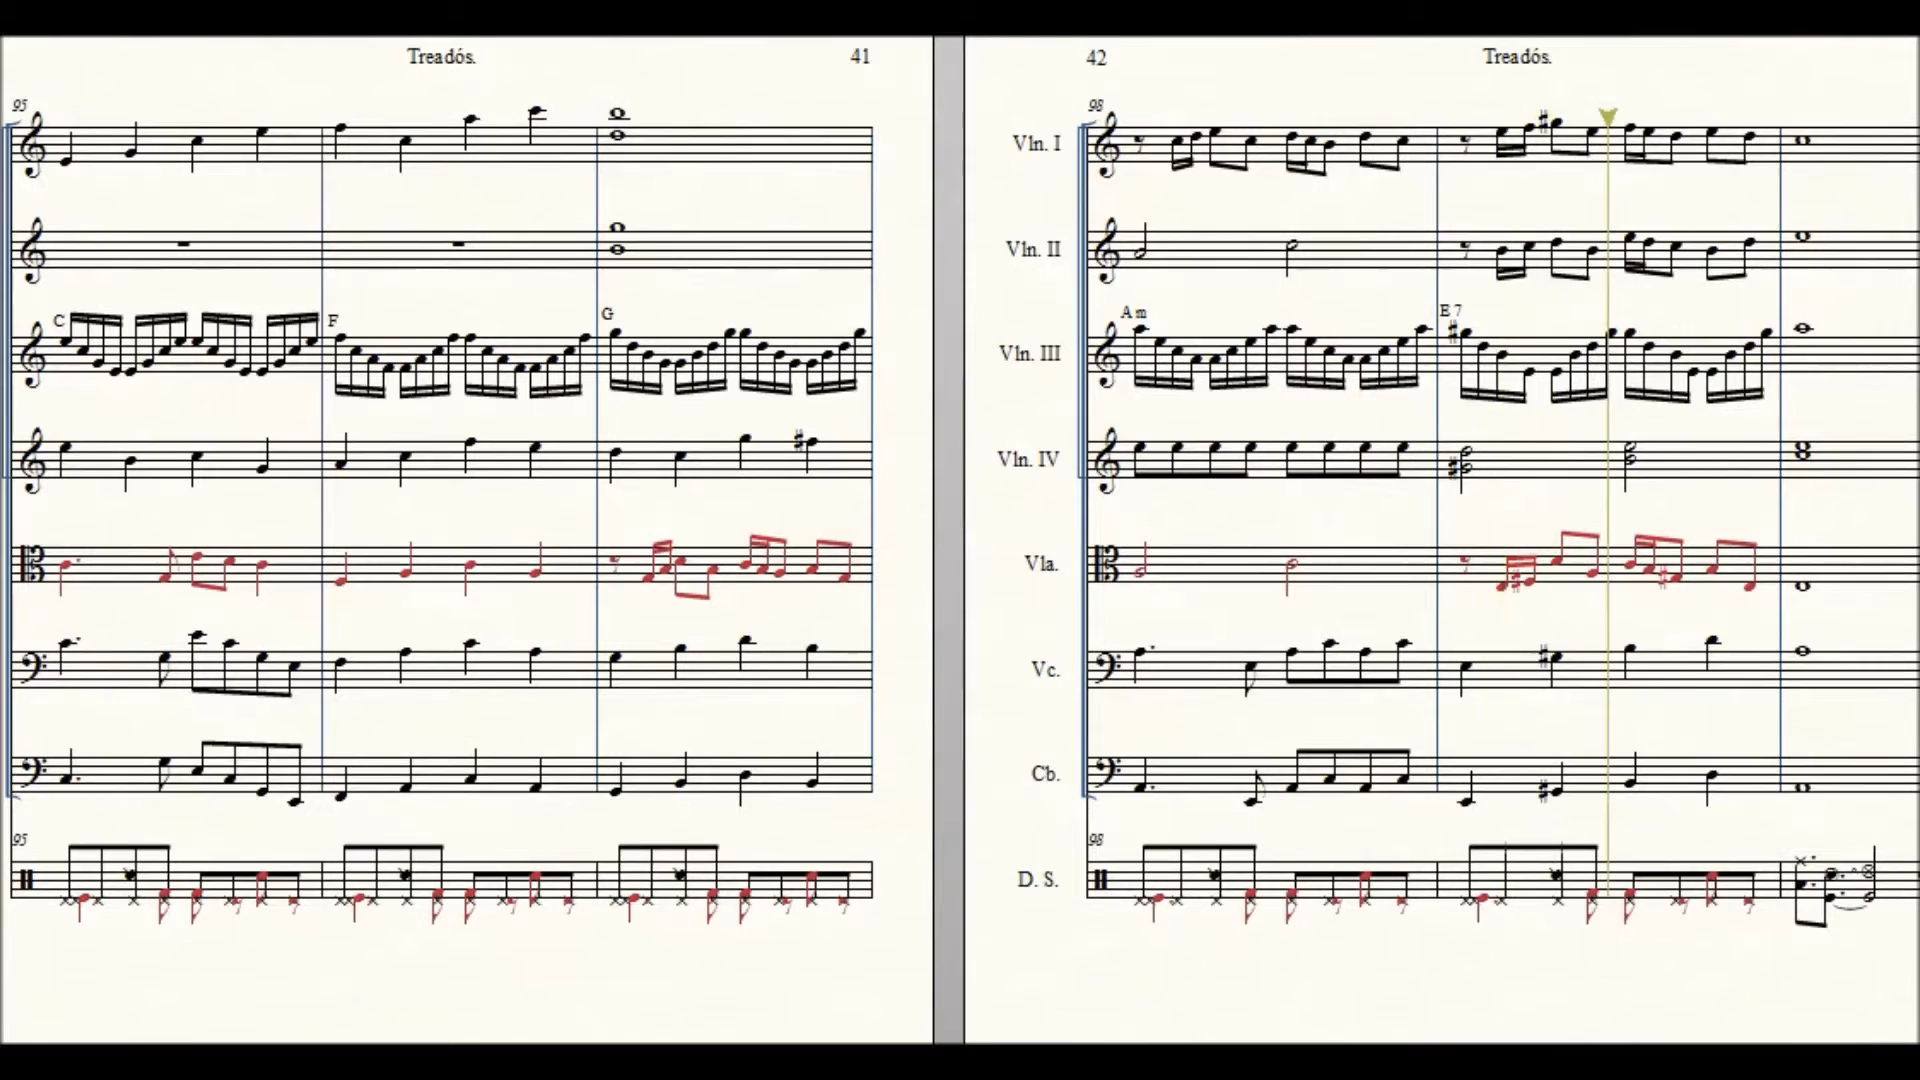 Treadós.
41
95
C
F
G
95
42
Treadós.
98
Vln. I
Vln. II
Am
E7
Vln. III
Vln. IV
Vla.
Vc.
Cb.
98
D. S.